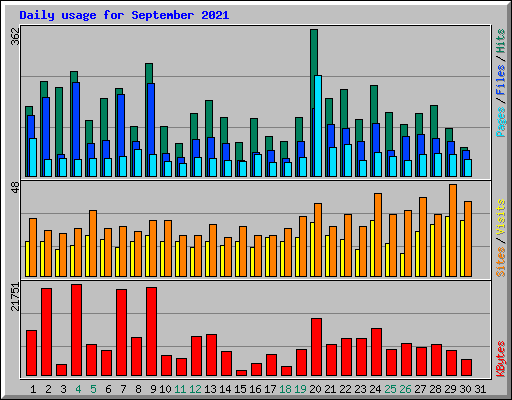 Daily usage for September 2021
362
Pages / Files / Hits
48
Sites / Visits
21751
KBytes
1 2 3 4 5 6 7 8 9 10 11 12 13 14 15 16 17 18 19 20 21 22 23 24 25 26 27 28 29 30 31